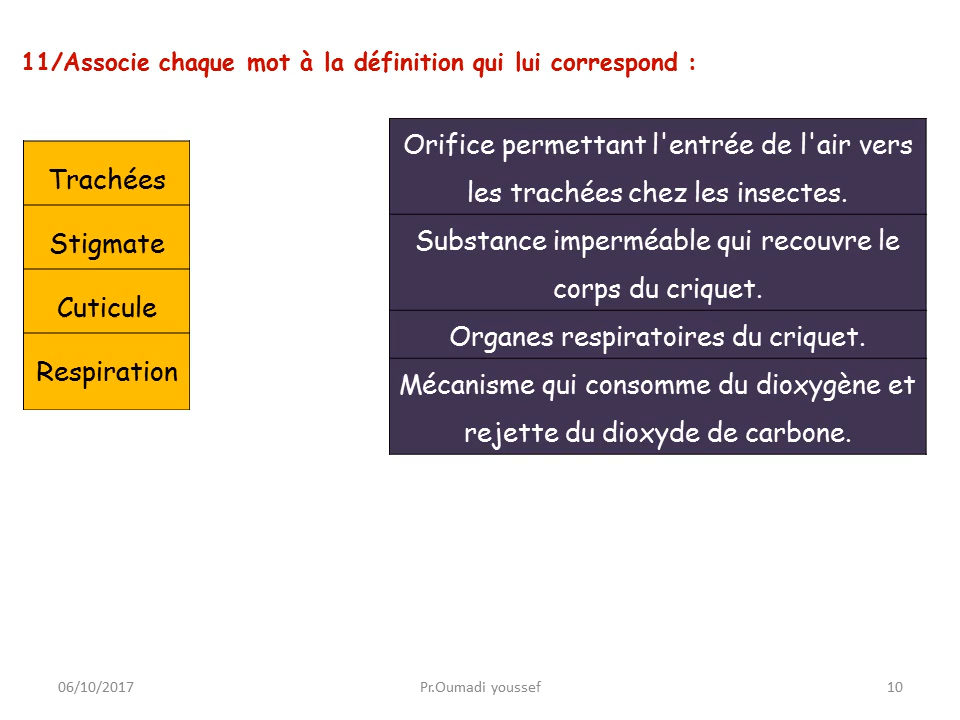 11/Associe chaque mot à la définition qui lui correspond :
Trachées
Stigmate
Cuticule
Respiration
Orifice permettant l'entrée de l'air vers
les trachées chez les insectes.
Substance imperméable qui recouvre le
corps du criquet.
Organes respiratoires du criquet.
Mécanisme qui consomme du dioxygène et
rejette du dioxyde de carbone.
06/10/2017
Pr.Oumadi youssef
10